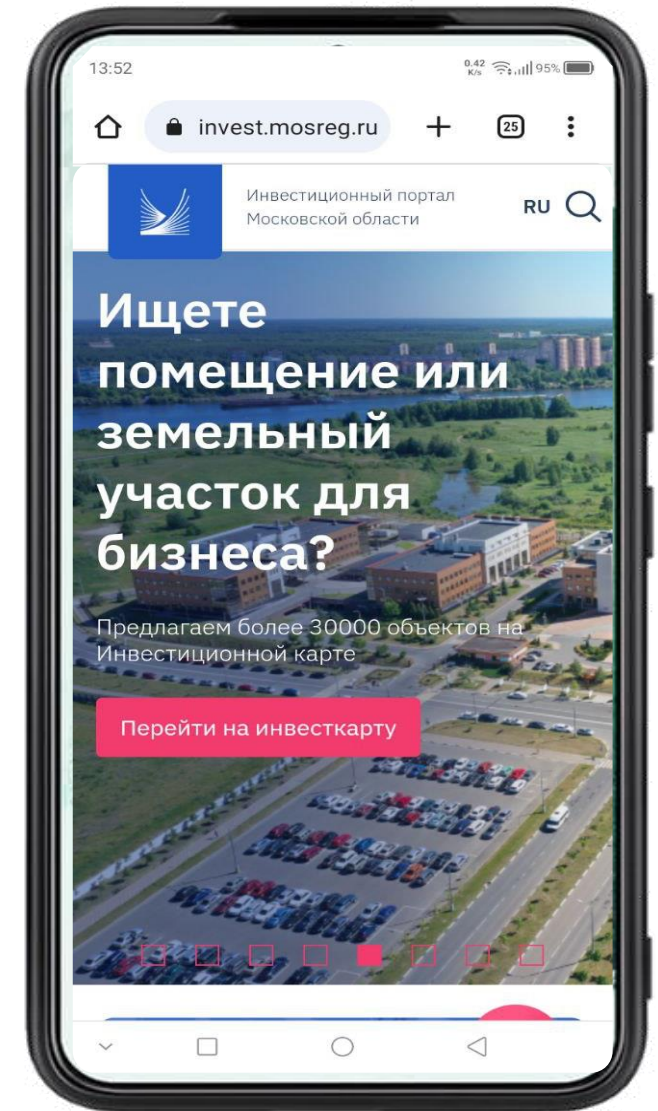 13:52
0.42
K/s
95%
invest.mosreg.ru
25
Инвестиционный портал
Московской области
RU
Ищете
помещение или
земельный
участок для
бизнеса?
Предлагаем более 30000 объектов на
Инвестиционной карте
Перейти на инвесткарту